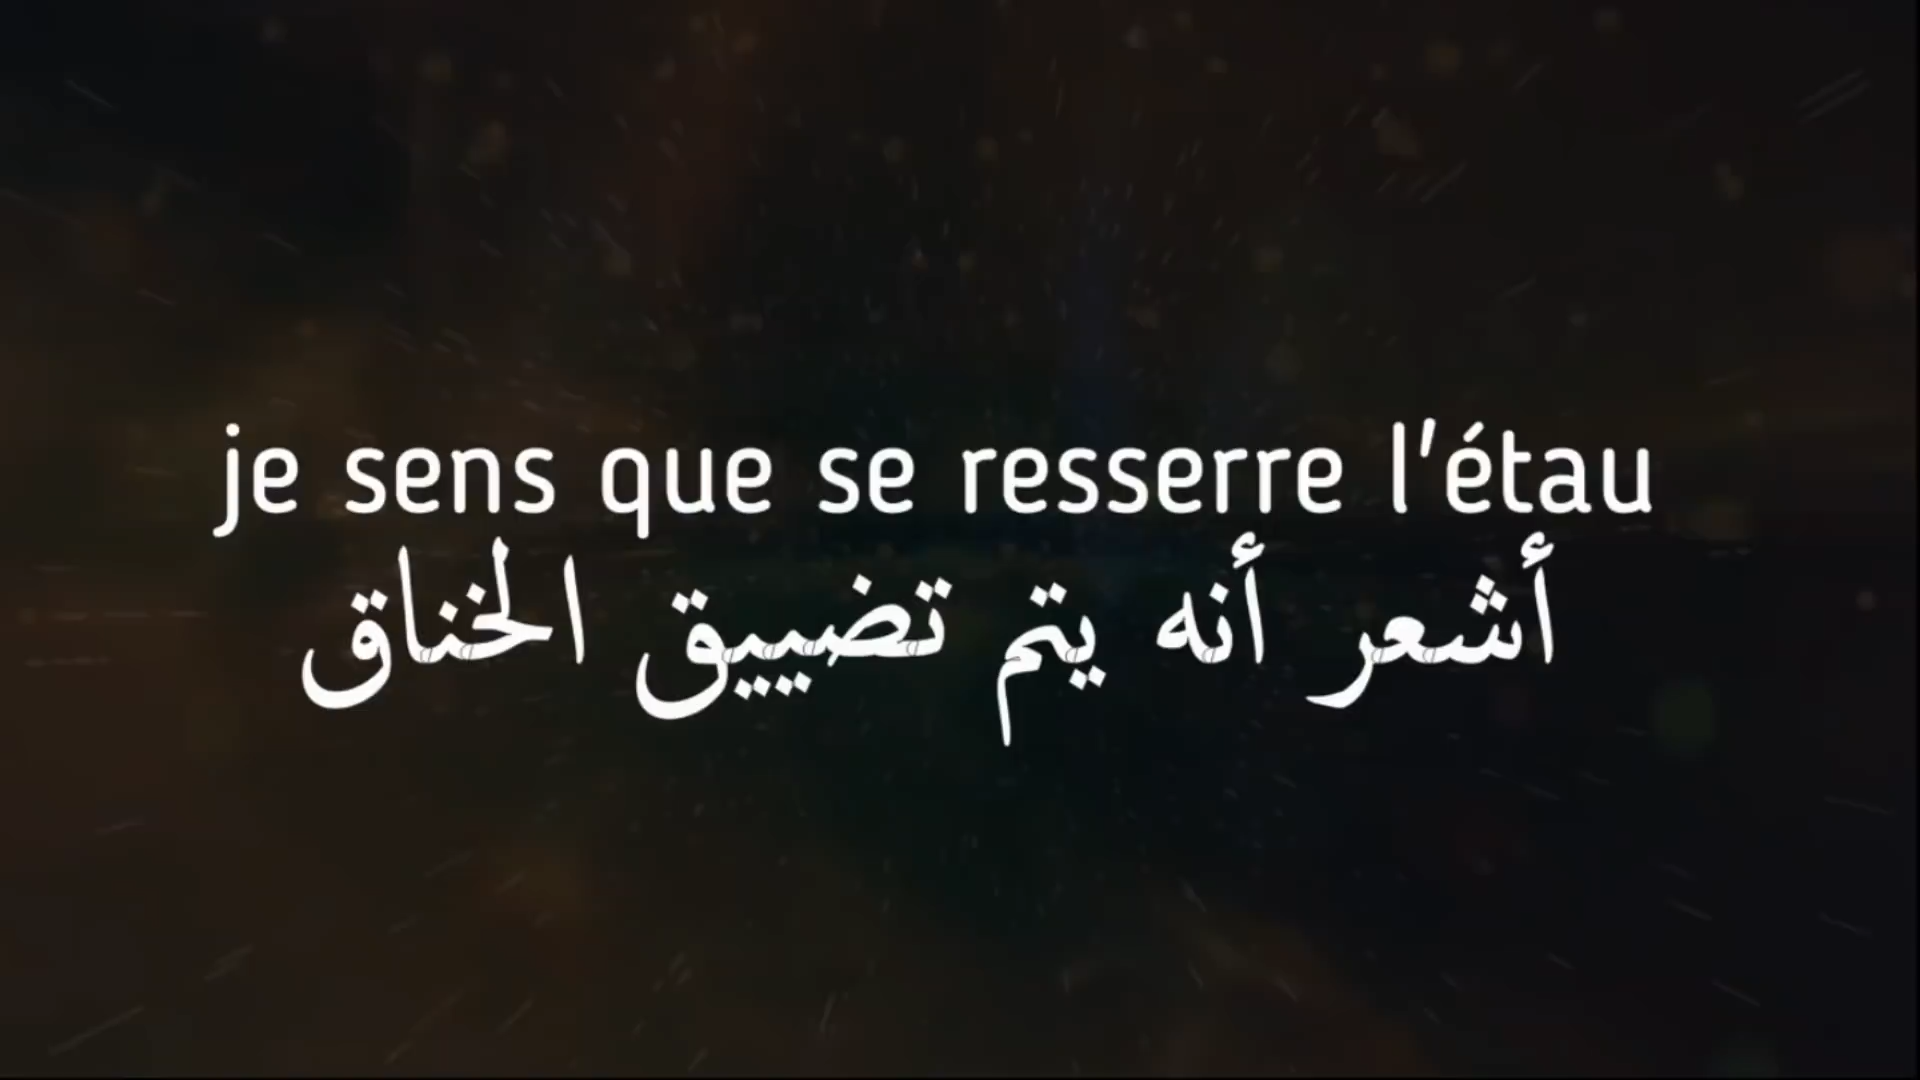 je sens que se resserre l'étau
أشعر أنه يتم تضييق الخناق